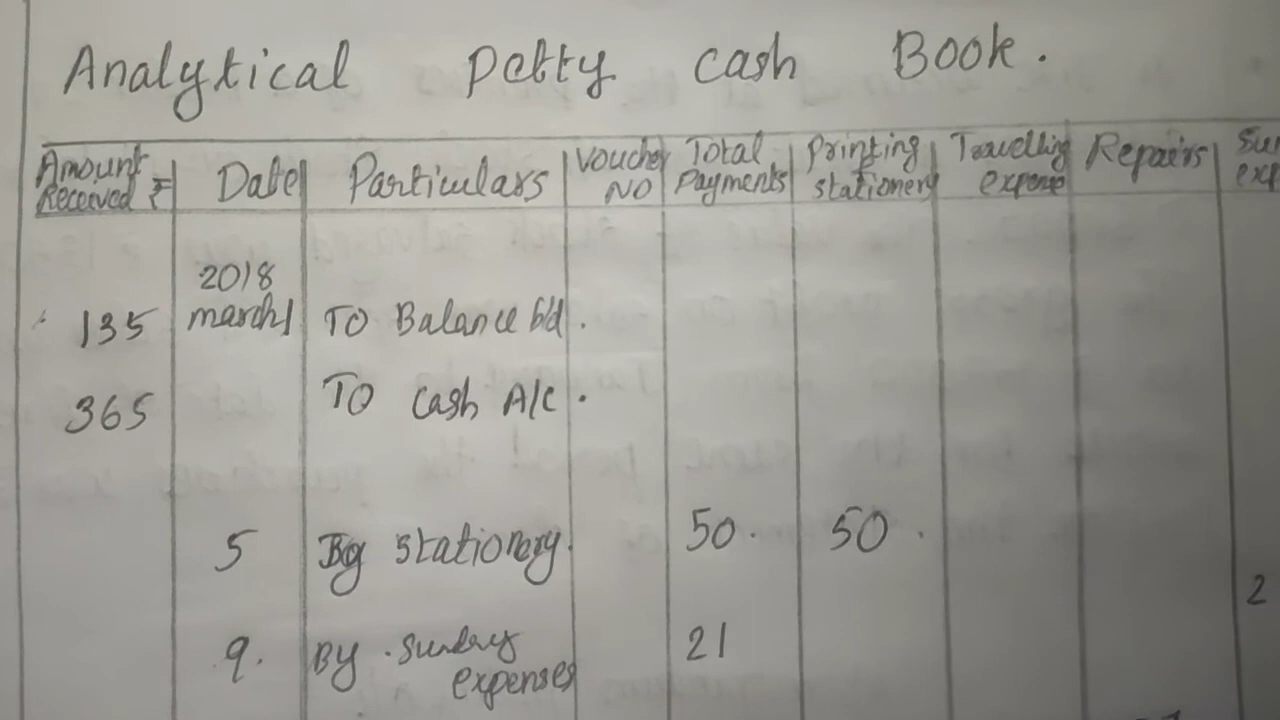 Analytical Petty cash Book.
Amount Received ₹ Date Particulars Voucher NO Total Payments Printing stationery Travelling expense Repairs
2018
135 march 1 TO Balance b/d.
365 TO cash A/c.
5 By stationery. 50. 50.
2
9. By sundry 21
expenses